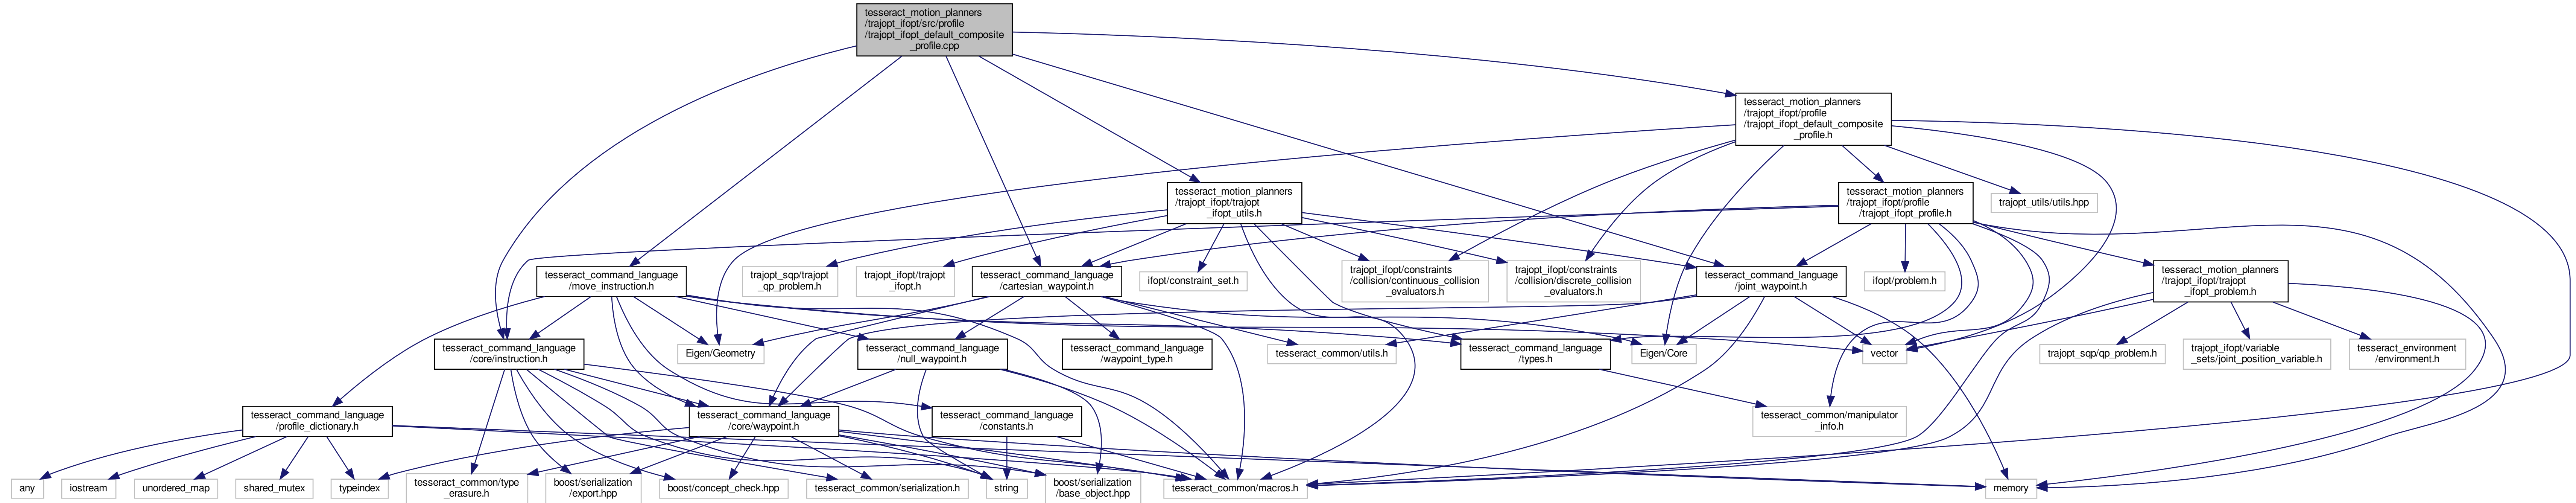 tesseract_motion_planners
/trajopt_ifopt/src/profile
/trajopt_ifopt_default_composite
_profile.cpp
tesseract_motion_planners
/trajopt_ifopt/profile
/trajopt_ifopt_default_composite
_profile.h
tesseract_motion_planners
/trajopt_ifopt/trajopt
_ifopt_utils.h
tesseract_motion_planners
/trajopt_ifopt/profile
/trajopt_ifopt_profile.h
trajopt_utils/utils.hpp
tesseract_command_language
/move_instruction.h
trajopt_sqp/trajopt
_qp_problem.h
trajopt_ifopt/trajopt
_ifopt.h
tesseract_command_language
/cartesian_waypoint.h
ifopt/constraint_set.h
trajopt_ifopt/constraints
/collision/continuous_collision
_evaluators.h
trajopt_ifopt/constraints
/collision/discrete_collision
_evaluators.h
tesseract_command_language
/joint_waypoint.h
ifopt/problem.h
tesseract_motion_planners
/trajopt_ifopt/trajopt
_ifopt_problem.h
tesseract_command_language
/core/instruction.h
Eigen/Geometry
tesseract_command_language
/null_waypoint.h
tesseract_command_language
/waypoint_type.h
tesseract_common/utils.h
tesseract_command_language
/types.h
Eigen/Core
vector
trajopt_sqp/qp_problem.h
trajopt_ifopt/variable
_sets/joint_position_variable.h
tesseract_environment
/environment.h
tesseract_command_language
/profile_dictionary.h
tesseract_command_language
/core/waypoint.h
tesseract_command_language
/constants.h
tesseract_common/manipulator
_info.h
any
iostream
unordered_map
shared_mutex
typeindex
tesseract_common/type
_erasure.h
boost/serialization
/export.hpp
boost/concept_check.hpp
tesseract_common/serialization.h
string
boost/serialization
/base_object.hpp
tesseract_common/macros.h
memory